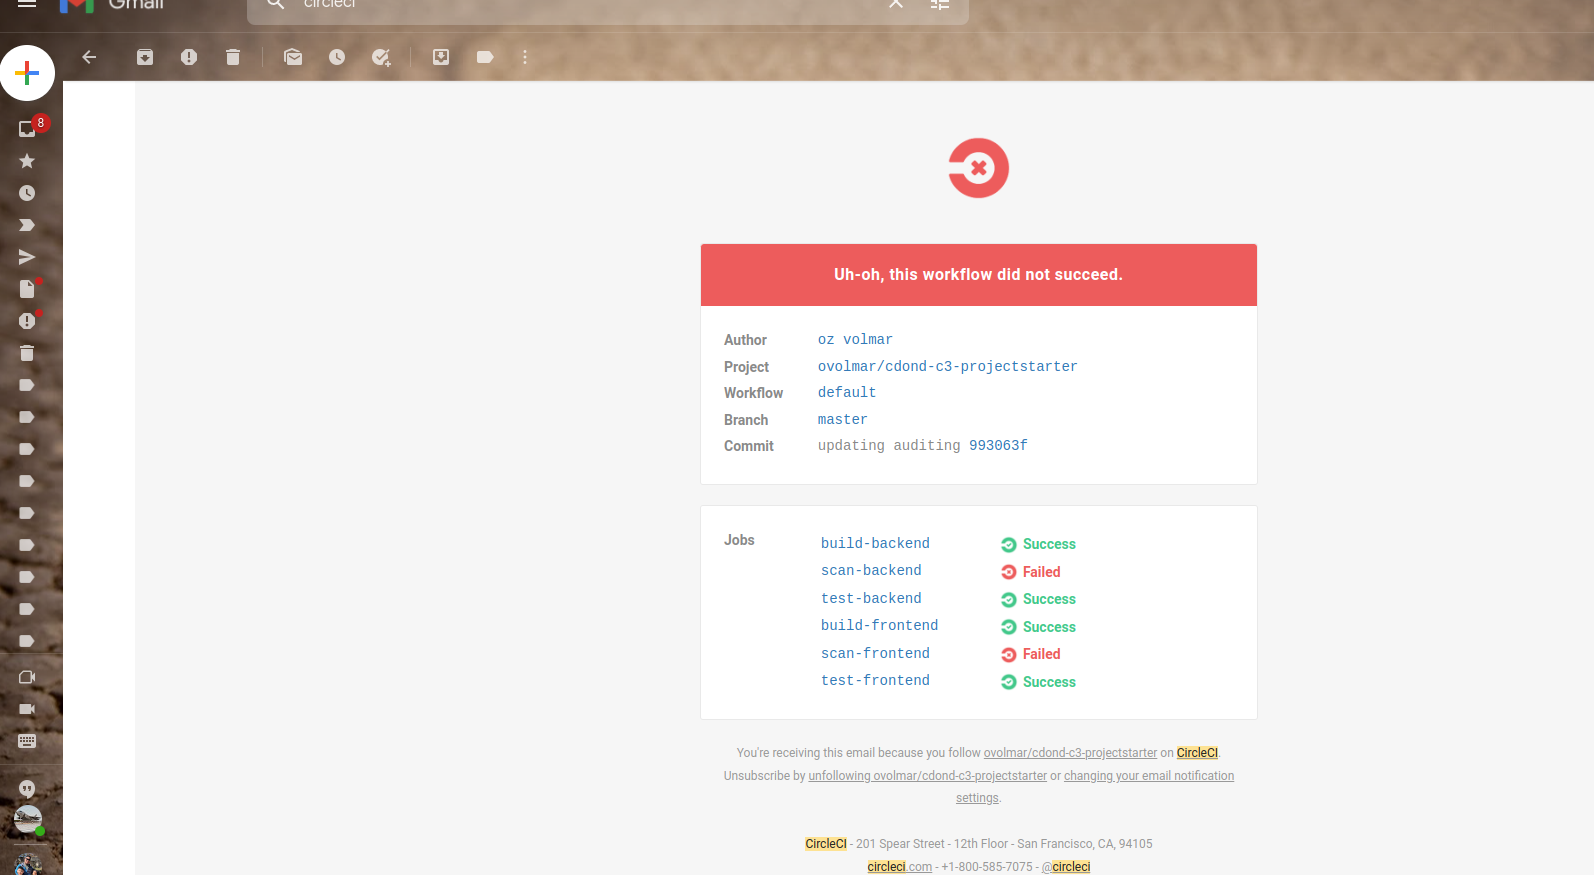 Gmail
circleci
8
Uh-oh, this workflow did not succeed.
Author oz volmar
Project ovolmar/cdond-c3-projectstarter
Workflow default
Branch master
Commit updating auditing 993063f
Jobs build-backend Success
scan-backend Failed
test-backend Success
build-frontend Success
scan-frontend Failed
test-frontend Success
You're receiving this email because you follow ovolmar/cdond-c3-projectstarter on CircleCI.
Unsubscribe by unfollowing ovolmar/cdond-c3-projectstarter or changing your email notification
settings.
CircleCI - 201 Spear Street - 12th Floor - San Francisco, CA, 94105
circleci.com - +1-800-585-7075 - @circleci